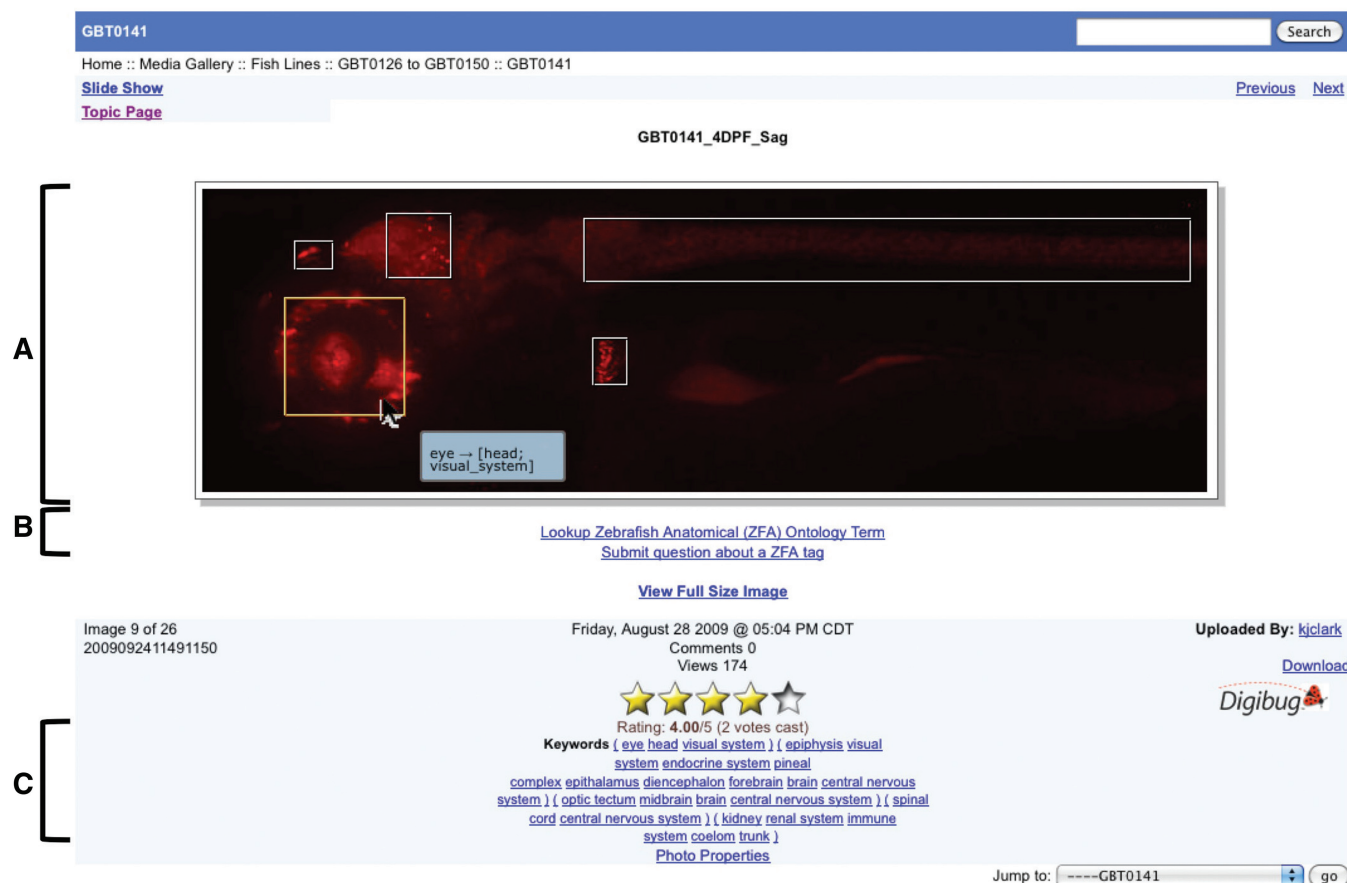 GBT0141
Search
Home :: Media Gallery :: Fish Lines :: GBT0126 to GBT0150 :: GBT0141
Slide Show
Previous Next
Topic Page
GBT0141_4DPF_Sag
A
eye → [head;
visual_system]
B
Lookup Zebrafish Anatomical (ZFA) Ontology Term
Submit question about a ZFA tag
View Full Size Image
Image 9 of 26
2009092411491150
Friday, August 28 2009 @ 05:04 PM CDT
Comments 0
Views 174
Uploaded By: kjclark
Download
Digibug
Rating: 4.00/5 (2 votes cast)
C
Keywords ( eye head visual system ) ( epiphysis visual
system endocrine system pineal
complex epithalamus diencephalon forebrain brain central nervous
system ) ( optic tectum midbrain brain central nervous system ) ( spinal
cord central nervous system ) ( kidney renal system immune
system coelom trunk )
Photo Properties
Jump to: ----GBT0141 go